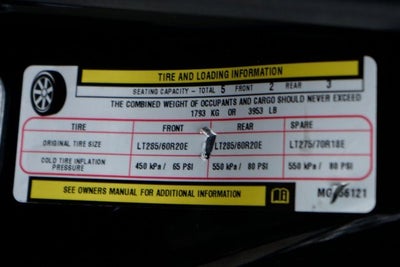 TIRE AND LOADING INFORMATION
SEATING CAPACITY - TOTAL 5 FRONT 2 REAR 3
THE COMBINED WEIGHT OF OCCUPANTS AND CARGO SHOULD NEVER EXCEED
1793 KG OR 3953 LB
TIRE FRONT REAR SPARE
ORIGINAL TIRE SIZE LT285/60R20E LT285/60R20E LT275/70R18E
COLD TIRE INFLATION PRESSURE 450 kPa / 65 PSI 550 kPa / 80 PSI 550 kPa / 80 PSI
SEE OWNERS MANUAL FOR ADDITIONAL INFORMATION